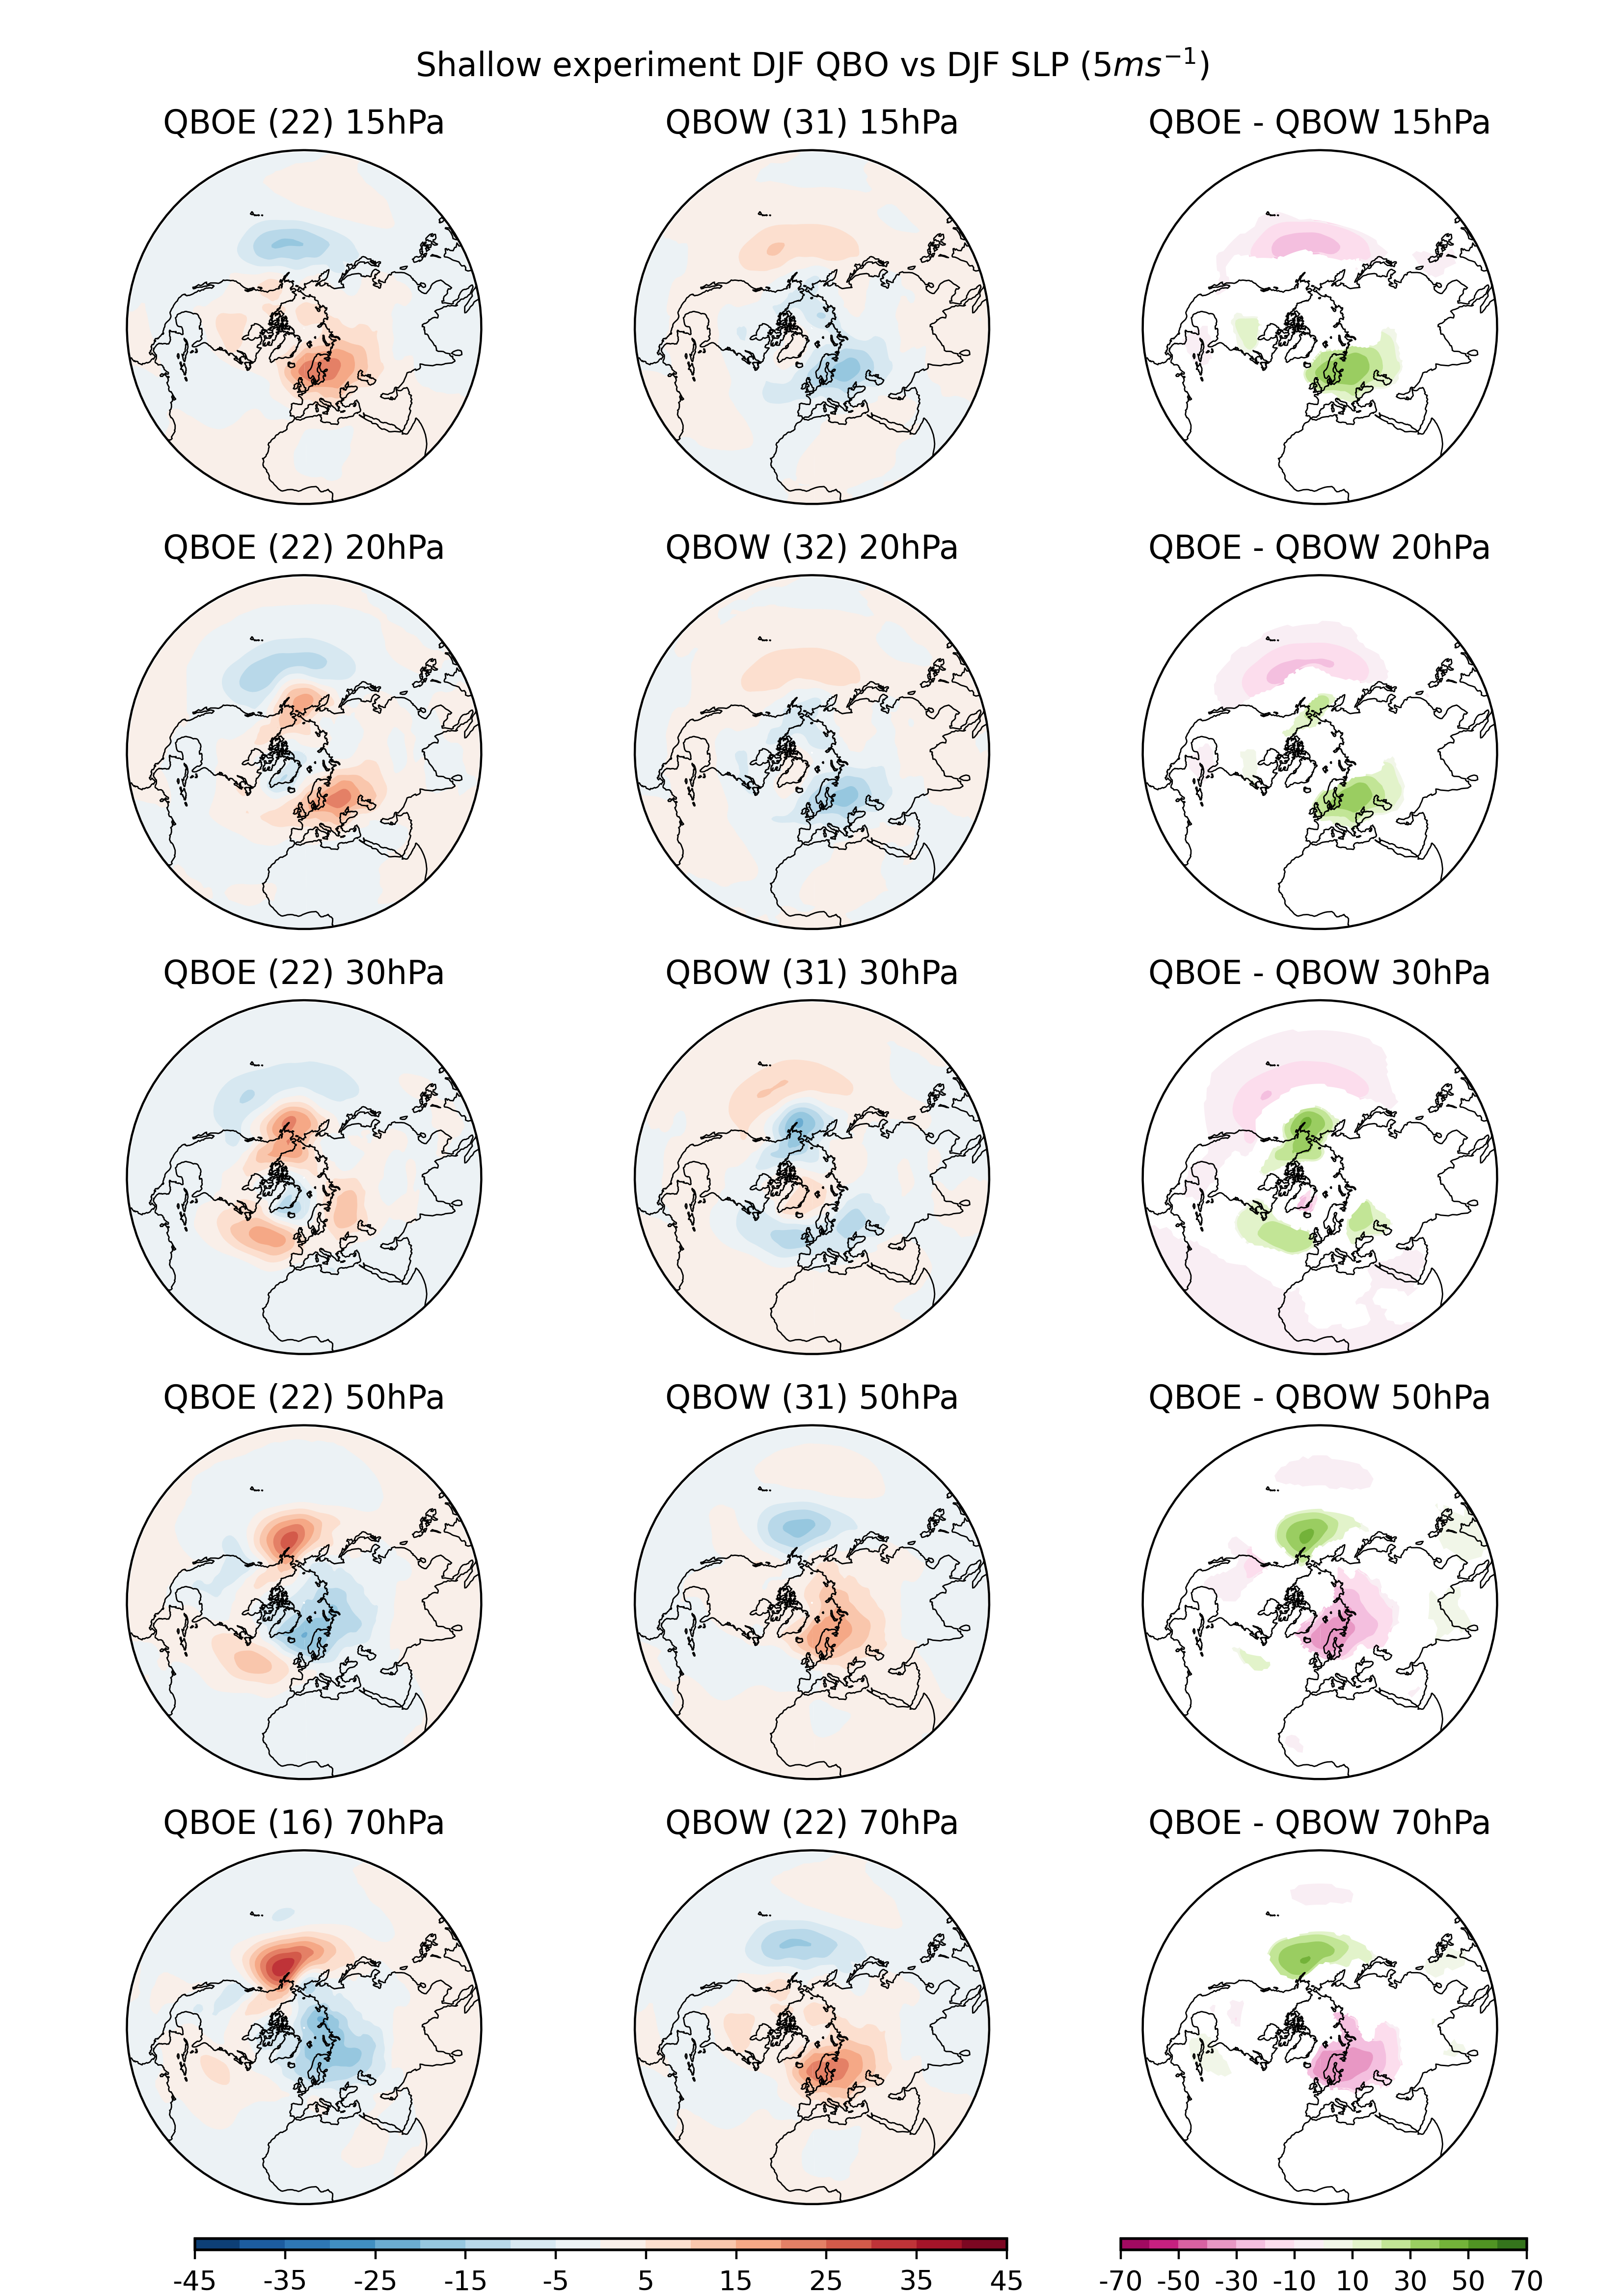 Shallow experiment DJF QBO vs DJF SLP (5ms⁻¹)
QBOE (22) 15hPa QBOW (31) 15hPa QBOE - QBOW 15hPa
QBOE (22) 20hPa QBOW (32) 20hPa QBOE - QBOW 20hPa
QBOE (22) 30hPa QBOW (31) 30hPa QBOE - QBOW 30hPa
QBOE (22) 50hPa QBOW (31) 50hPa QBOE - QBOW 50hPa
QBOE (16) 70hPa QBOW (22) 70hPa QBOE - QBOW 70hPa
-45 -35 -25 -15 -5 5 15 25 35 45 -70 -50 -30 -10 10 30 50 70